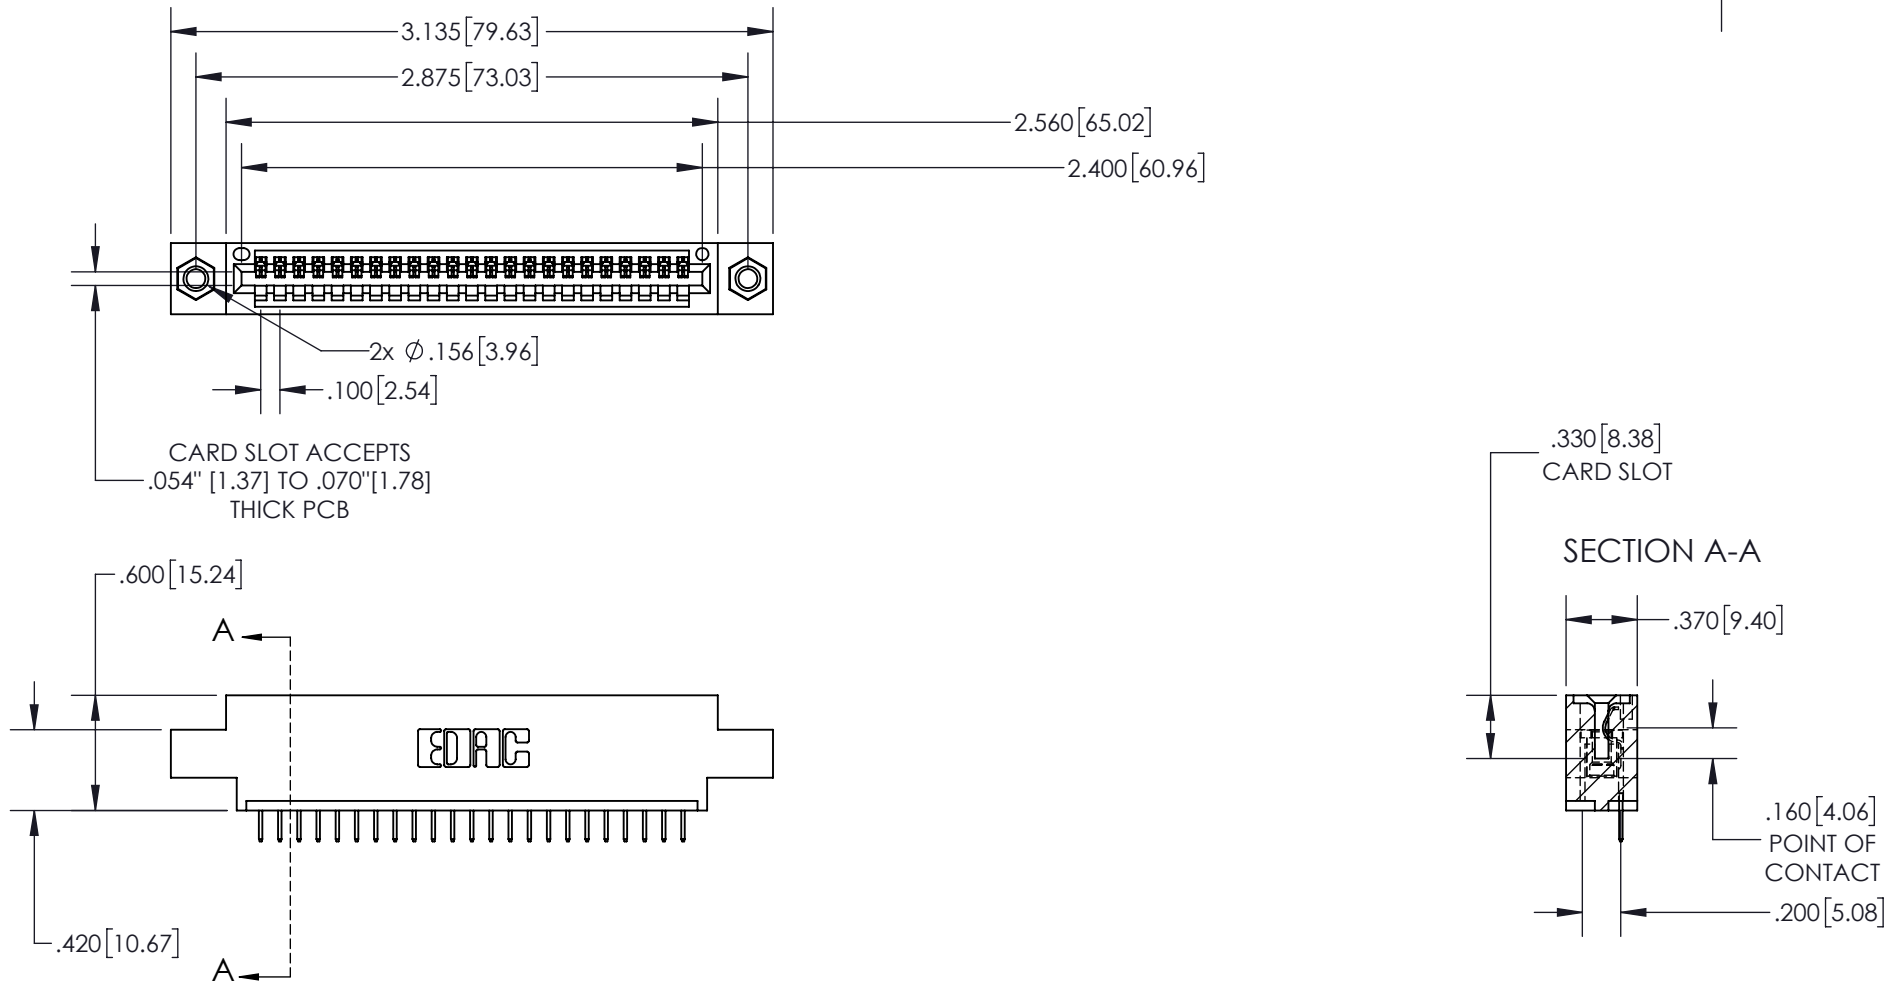 3.135[79.63]
2.875[73.03]
2.560[65.02]
2.400[60.96]
2x Ø.156[3.96]
.100[2.54]
CARD SLOT ACCEPTS
.054" [1.37] TO .070"[1.78]
THICK PCB
.330[8.38]
CARD SLOT
SECTION A-A
.600[15.24]
A
.370[9.40]
EDAC
.160[4.06]
POINT OF
CONTACT
.200[5.08]
.420[10.67]
A